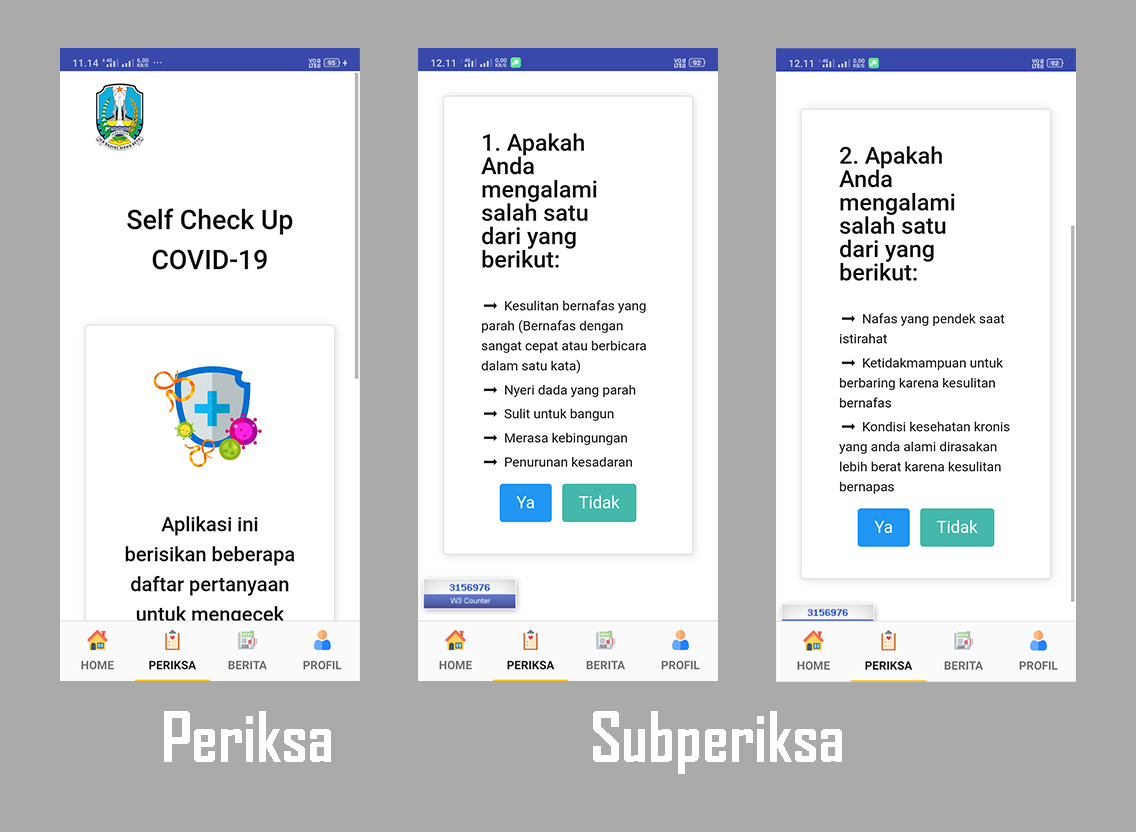 11.14
95
Self Check Up
COVID-19
Aplikasi ini
berisikan beberapa
daftar pertanyaan
untuk mengecek
HOME PERIKSA BERITA PROFIL
Periksa
12.11
92
1. Apakah
Anda
mengalami
salah satu
dari yang
berikut:
→ Kesulitan bernafas yang
parah (Bernafas dengan
sangat cepat atau berbicara
dalam satu kata)
→ Nyeri dada yang parah
→ Sulit untuk bangun
→ Merasa kebingungan
→ Penurunan kesadaran
Ya Tidak
3156976
W3 Counter
HOME PERIKSA BERITA PROFIL
12.11
92
2. Apakah
Anda
mengalami
salah satu
dari yang
berikut:
→ Nafas yang pendek saat
istirahat
→ Ketidakmampuan untuk
berbaring karena kesulitan
bernafas
→ Kondisi kesehatan kronis
yang anda alami dirasakan
lebih berat karena kesulitan
bernapas
Ya Tidak
3156976
HOME PERIKSA BERITA PROFIL
Subperiksa